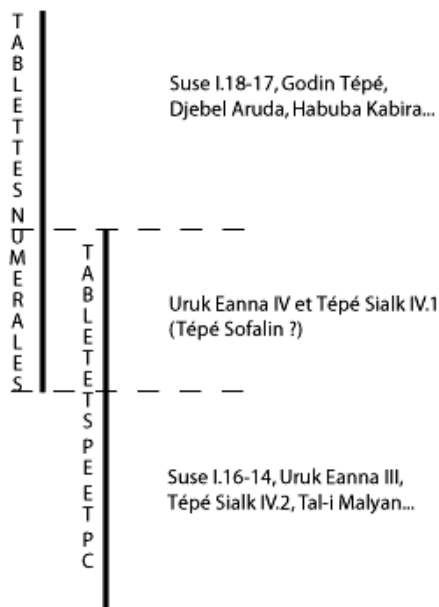 TABLETTES NUMERALES
Suse I.18-17, Godin Tépé,
Djebel Aruda, Habuba Kabira...
TABLETETS PE ET PC
Uruk Eanna IV et Tépé Sialk IV.1
(Tépé Sofalin ?)
Suse I.16-14, Uruk Eanna III,
Tépé Sialk IV.2, Tal-i Malyan...